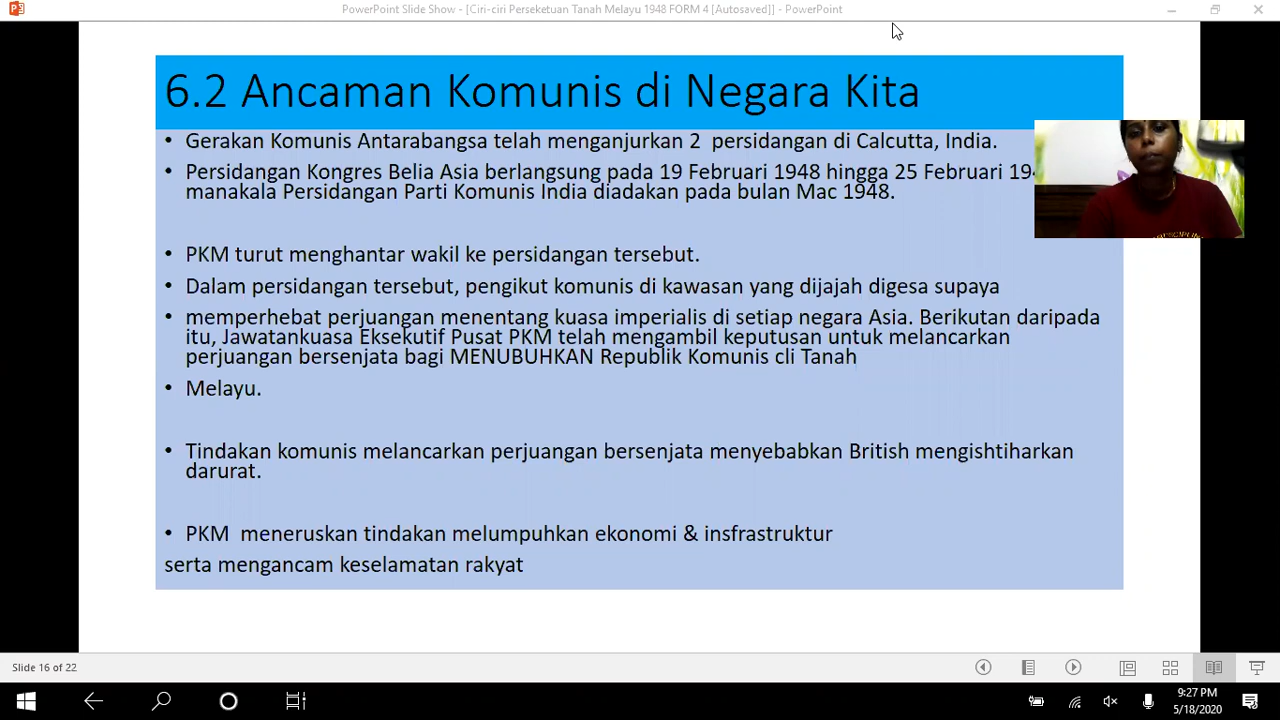 PowerPoint Slide Show - [Ciri-ciri Perseketuan Tanah Melayu 1948 FORM 4 [Autosaved]] - PowerPoint
6.2 Ancaman Komunis di Negara Kita
• Gerakan Komunis Antarabangsa telah menganjurkan 2 persidangan di Calcutta, India.
• Persidangan Kongres Belia Asia berlangsung pada 19 Februari 1948 hingga 25 Februari 194
manakala Persidangan Parti Komunis India diadakan pada bulan Mac 1948.
• PKM turut menghantar wakil ke persidangan tersebut.
• Dalam persidangan tersebut, pengikut komunis di kawasan yang dijajah digesa supaya
• memperhebat perjuangan menentang kuasa imperialis di setiap negara Asia. Berikutan daripada
itu, Jawatankuasa Eksekutif Pusat PKM telah mengambil keputusan untuk melancarkan
perjuangan bersenjata bagi MENUBUHKAN Republik Komunis cli Tanah
• Melayu.
• Tindakan komunis melancarkan perjuangan bersenjata menyebabkan British mengishtiharkan
darurat.
• PKM meneruskan tindakan melumpuhkan ekonomi & insfrastruktur
serta mengancam keselamatan rakyat
Slide 16 of 22
9:27 PM
5/18/2020